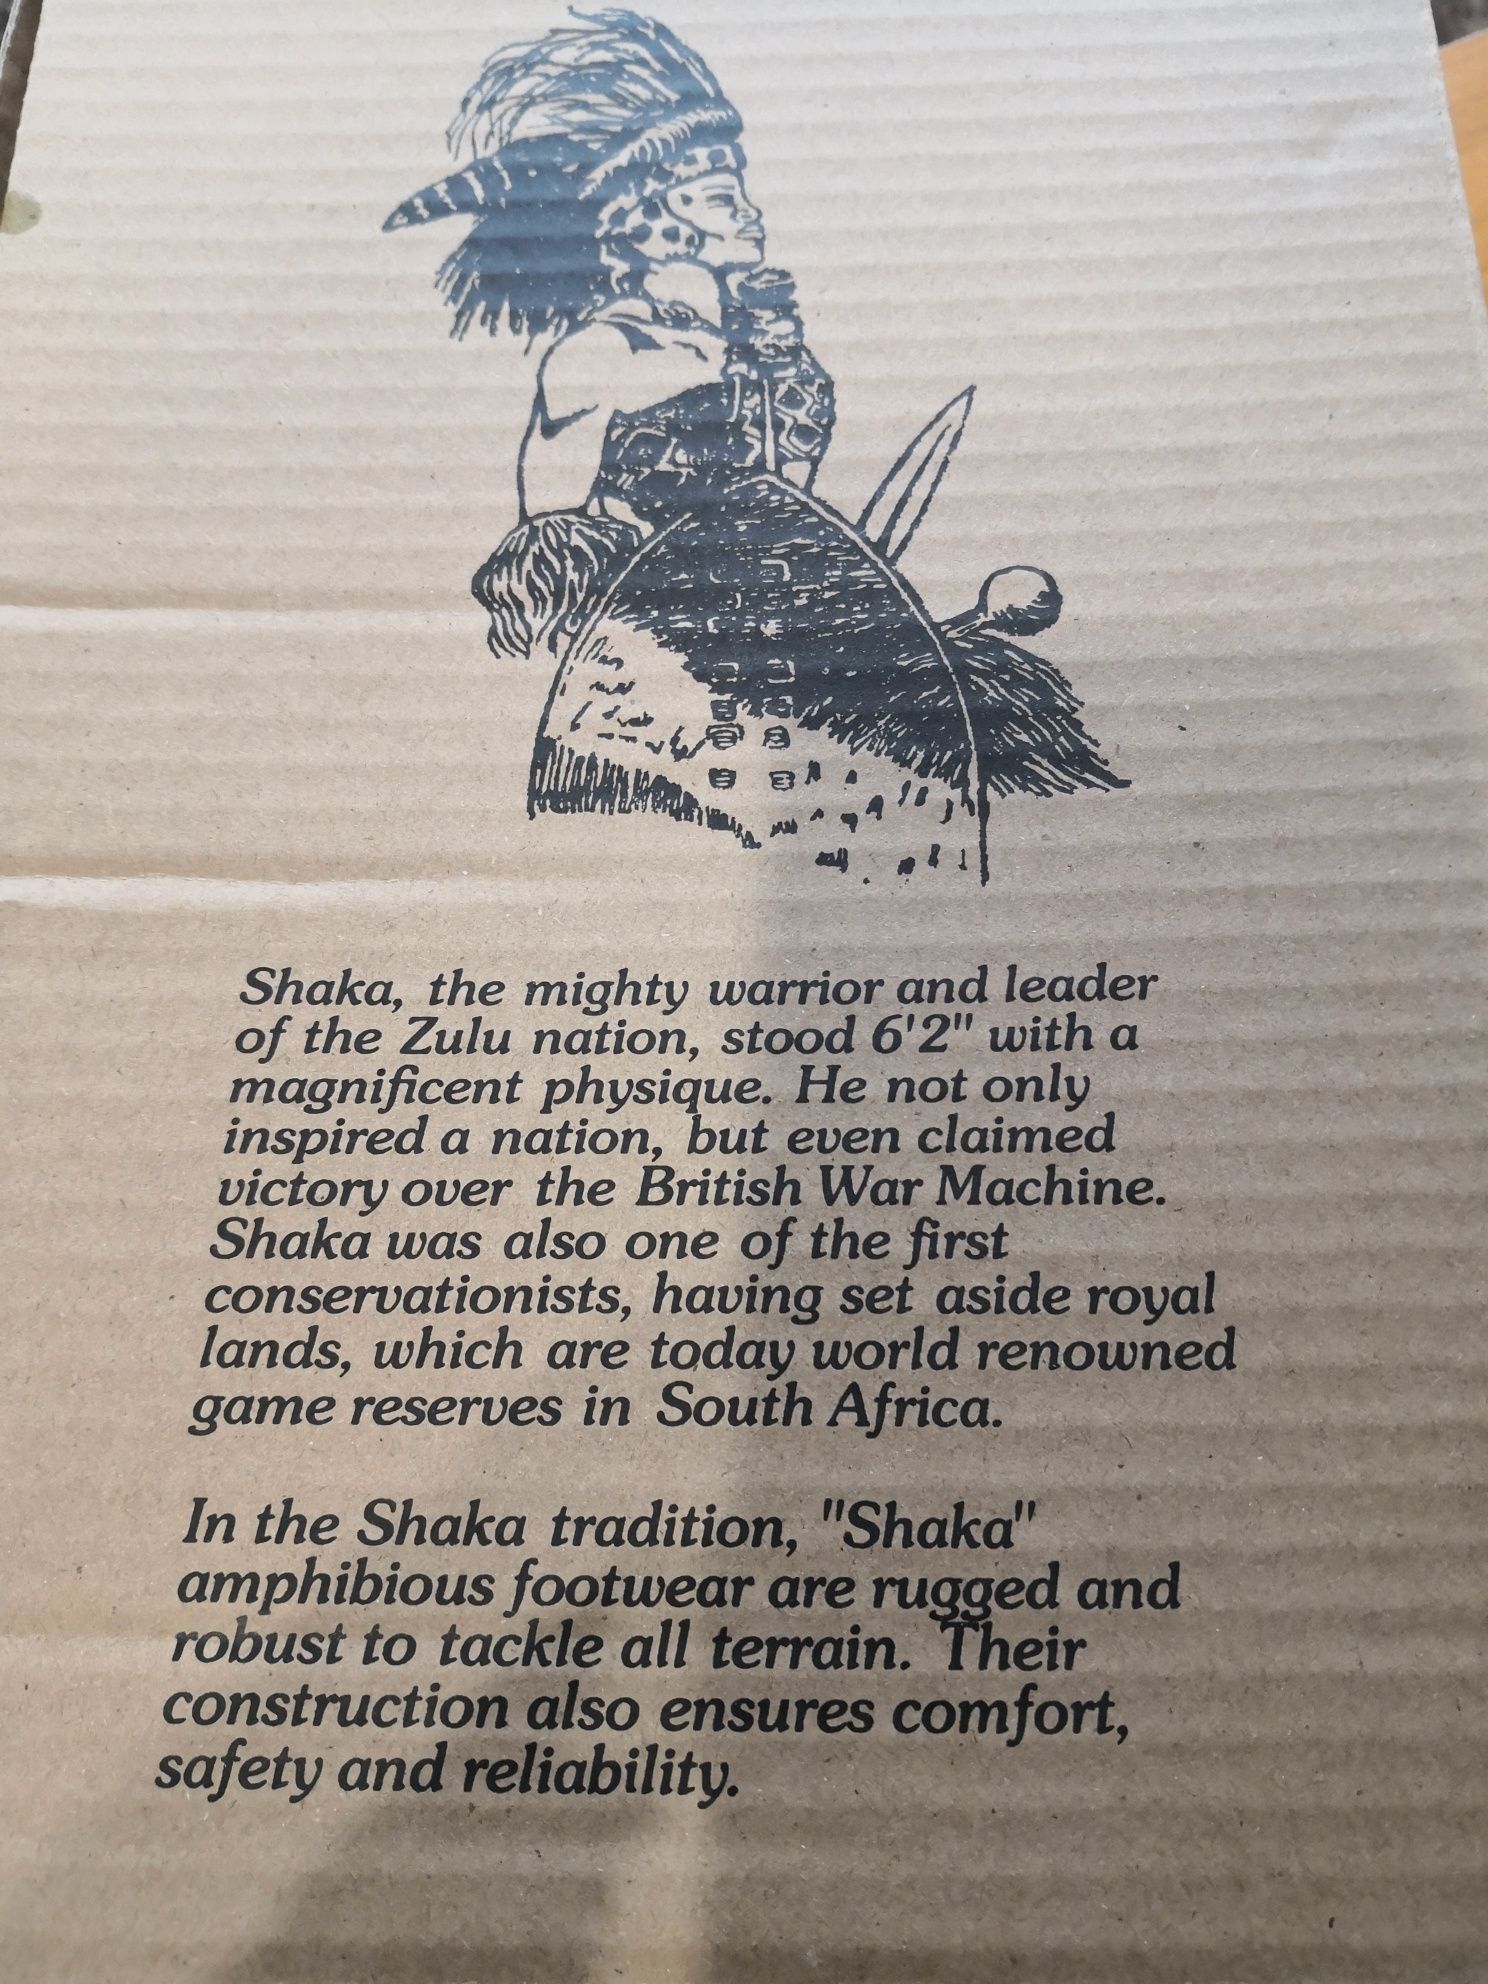 Shaka, the mighty warrior and leader
of the Zulu nation, stood 6'2" with a
magnificent physique. He not only
inspired a nation, but even claimed
victory over the British War Machine.
Shaka was also one of the first
conservationists, having set aside royal
lands, which are today world renowned
game reserves in South Africa.
In the Shaka tradition, "Shaka"
amphibious footwear are rugged and
robust to tackle all terrain. Their
construction also ensures comfort,
safety and reliability.